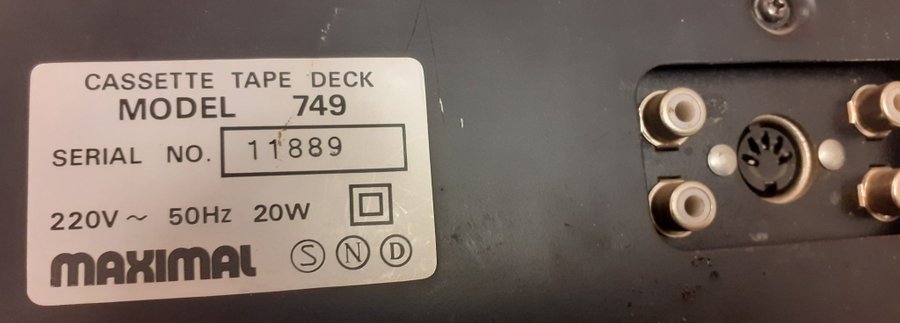 CASSETTE TAPE DECK
MODEL 749
SERIAL NO. 11889
220V ~ 50Hz 20W
MAXIMAL S N D